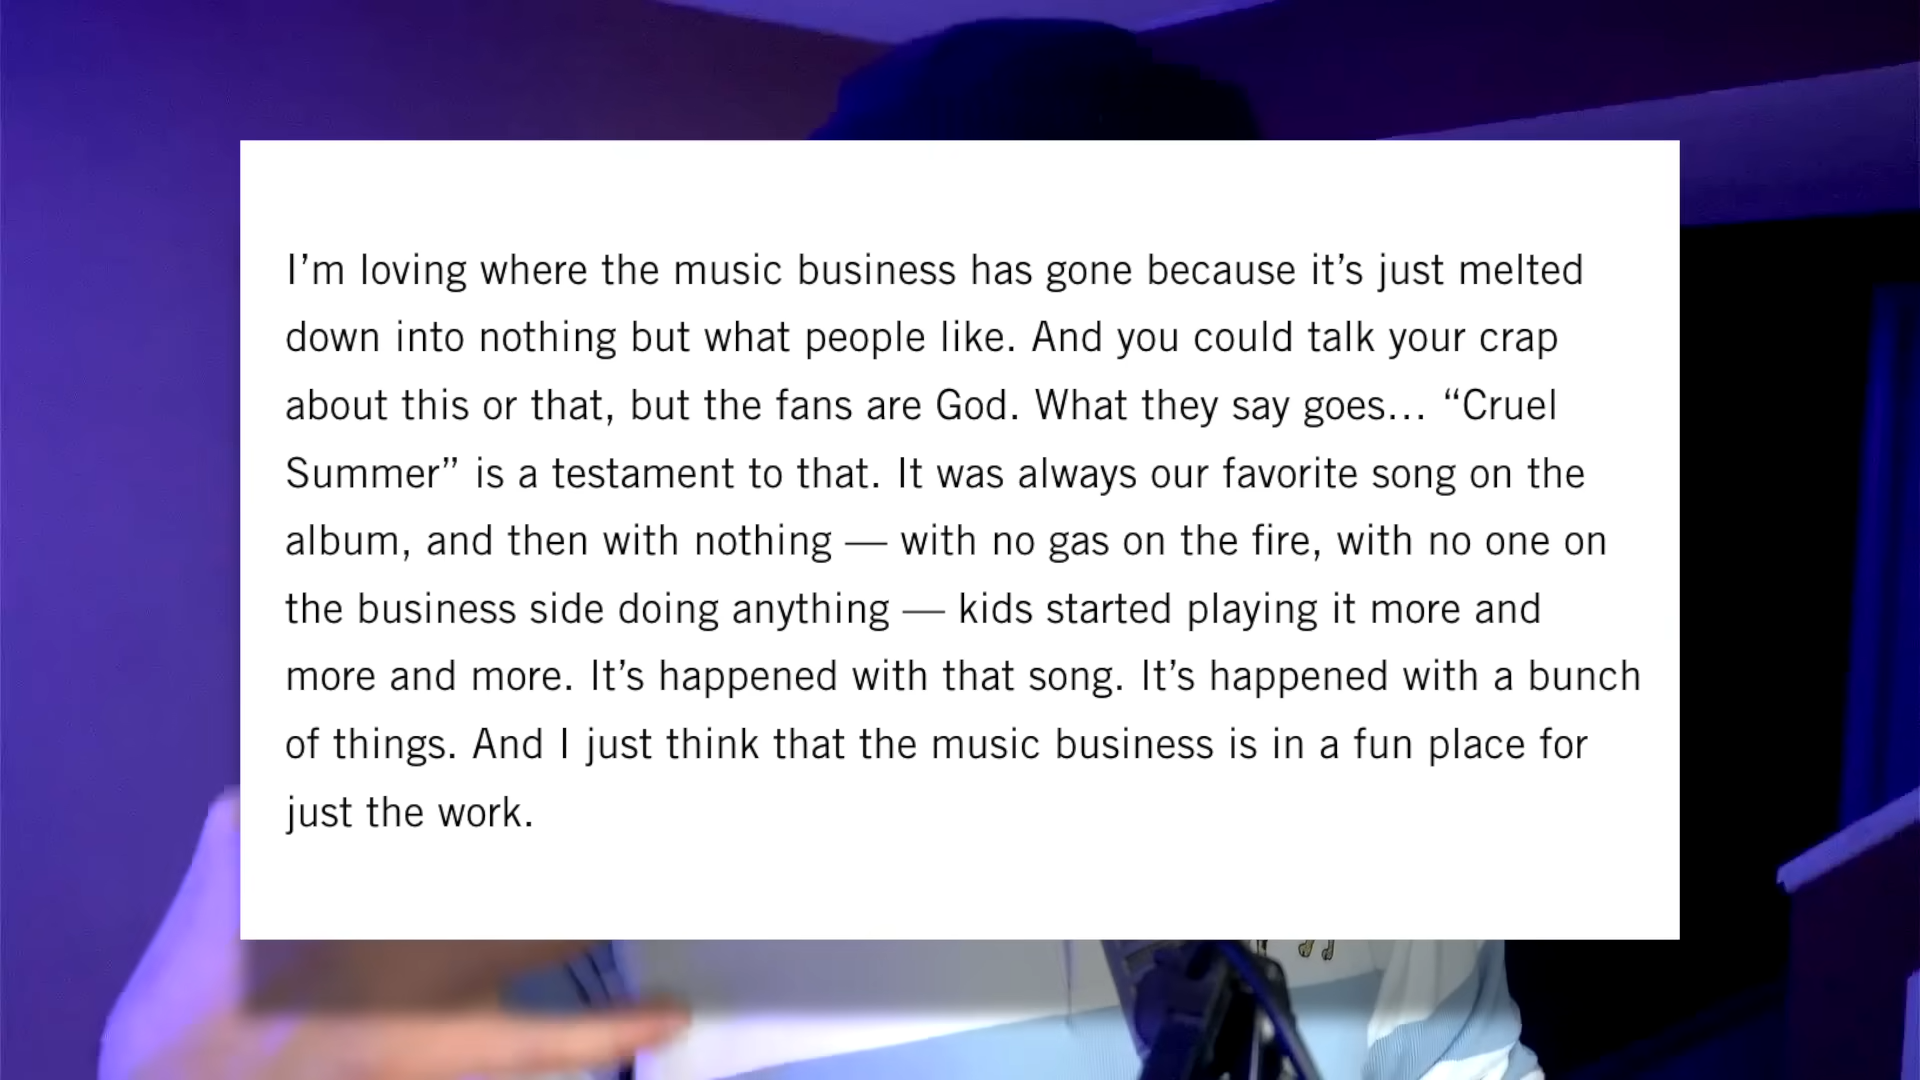 I’m loving where the music business has gone because it’s just melted
down into nothing but what people like. And you could talk your crap
about this or that, but the fans are God. What they say goes… “Cruel
Summer” is a testament to that. It was always our favorite song on the
album, and then with nothing — with no gas on the fire, with no one on
the business side doing anything — kids started playing it more and
more and more. It’s happened with that song. It’s happened with a bunch
of things. And I just think that the music business is in a fun place for
just the work.